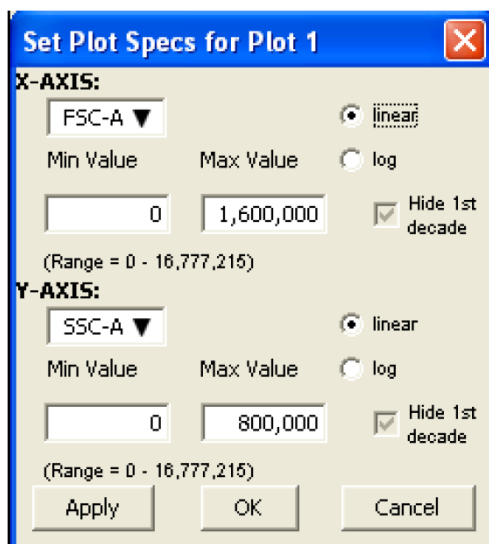 Set Plot Specs for Plot 1
X-AXIS:
FSC-A
linear
Min Value Max Value
log
0 1,600,000
Hide 1st
decade
(Range = 0 - 16,777,215)
Y-AXIS:
SSC-A
linear
Min Value Max Value
log
0 800,000
Hide 1st
decade
(Range = 0 - 16,777,215)
Apply OK Cancel